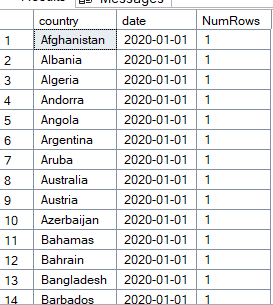 Messages
country date NumRows
1 Afghanistan 2020-01-01 1
2 Albania 2020-01-01 1
3 Algeria 2020-01-01 1
4 Andorra 2020-01-01 1
5 Angola 2020-01-01 1
6 Argentina 2020-01-01 1
7 Aruba 2020-01-01 1
8 Australia 2020-01-01 1
9 Austria 2020-01-01 1
10 Azerbaijan 2020-01-01 1
11 Bahamas 2020-01-01 1
12 Bahrain 2020-01-01 1
13 Bangladesh 2020-01-01 1
14 Barbados 2020-01-01 1